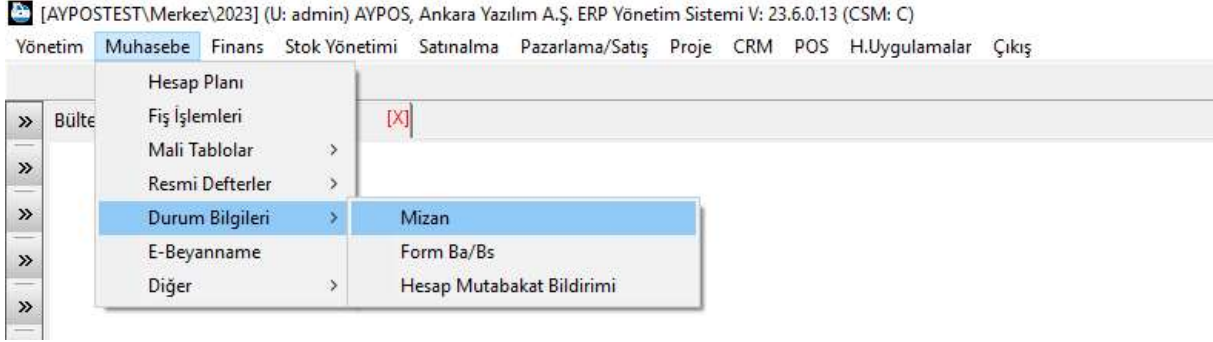 [AYPOSTEST\Merkez\2023] (U: admin) AYPOS, Ankara Yazılım A.Ş. ERP Yönetim Sistemi V: 23.6.0.13 (CSM: C)
Yönetim Muhasebe Finans Stok Yönetimi Satınalma Pazarlama/Satış Proje CRM POS H.Uygulamalar Çıkış
Hesap Planı
» Bülte Fiş İşlemleri [X]
Mali Tablolar >
»
Resmi Defterler >
» Durum Bilgileri > Mizan
» E-Beyanname Form Ba/Bs
Diğer > Hesap Mutabakat Bildirimi
»